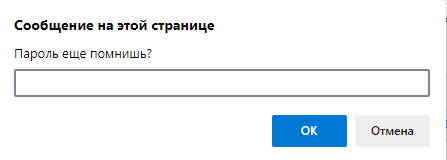 Сообщение на этой странице
Пароль еще помнишь?
ОК
Отмена